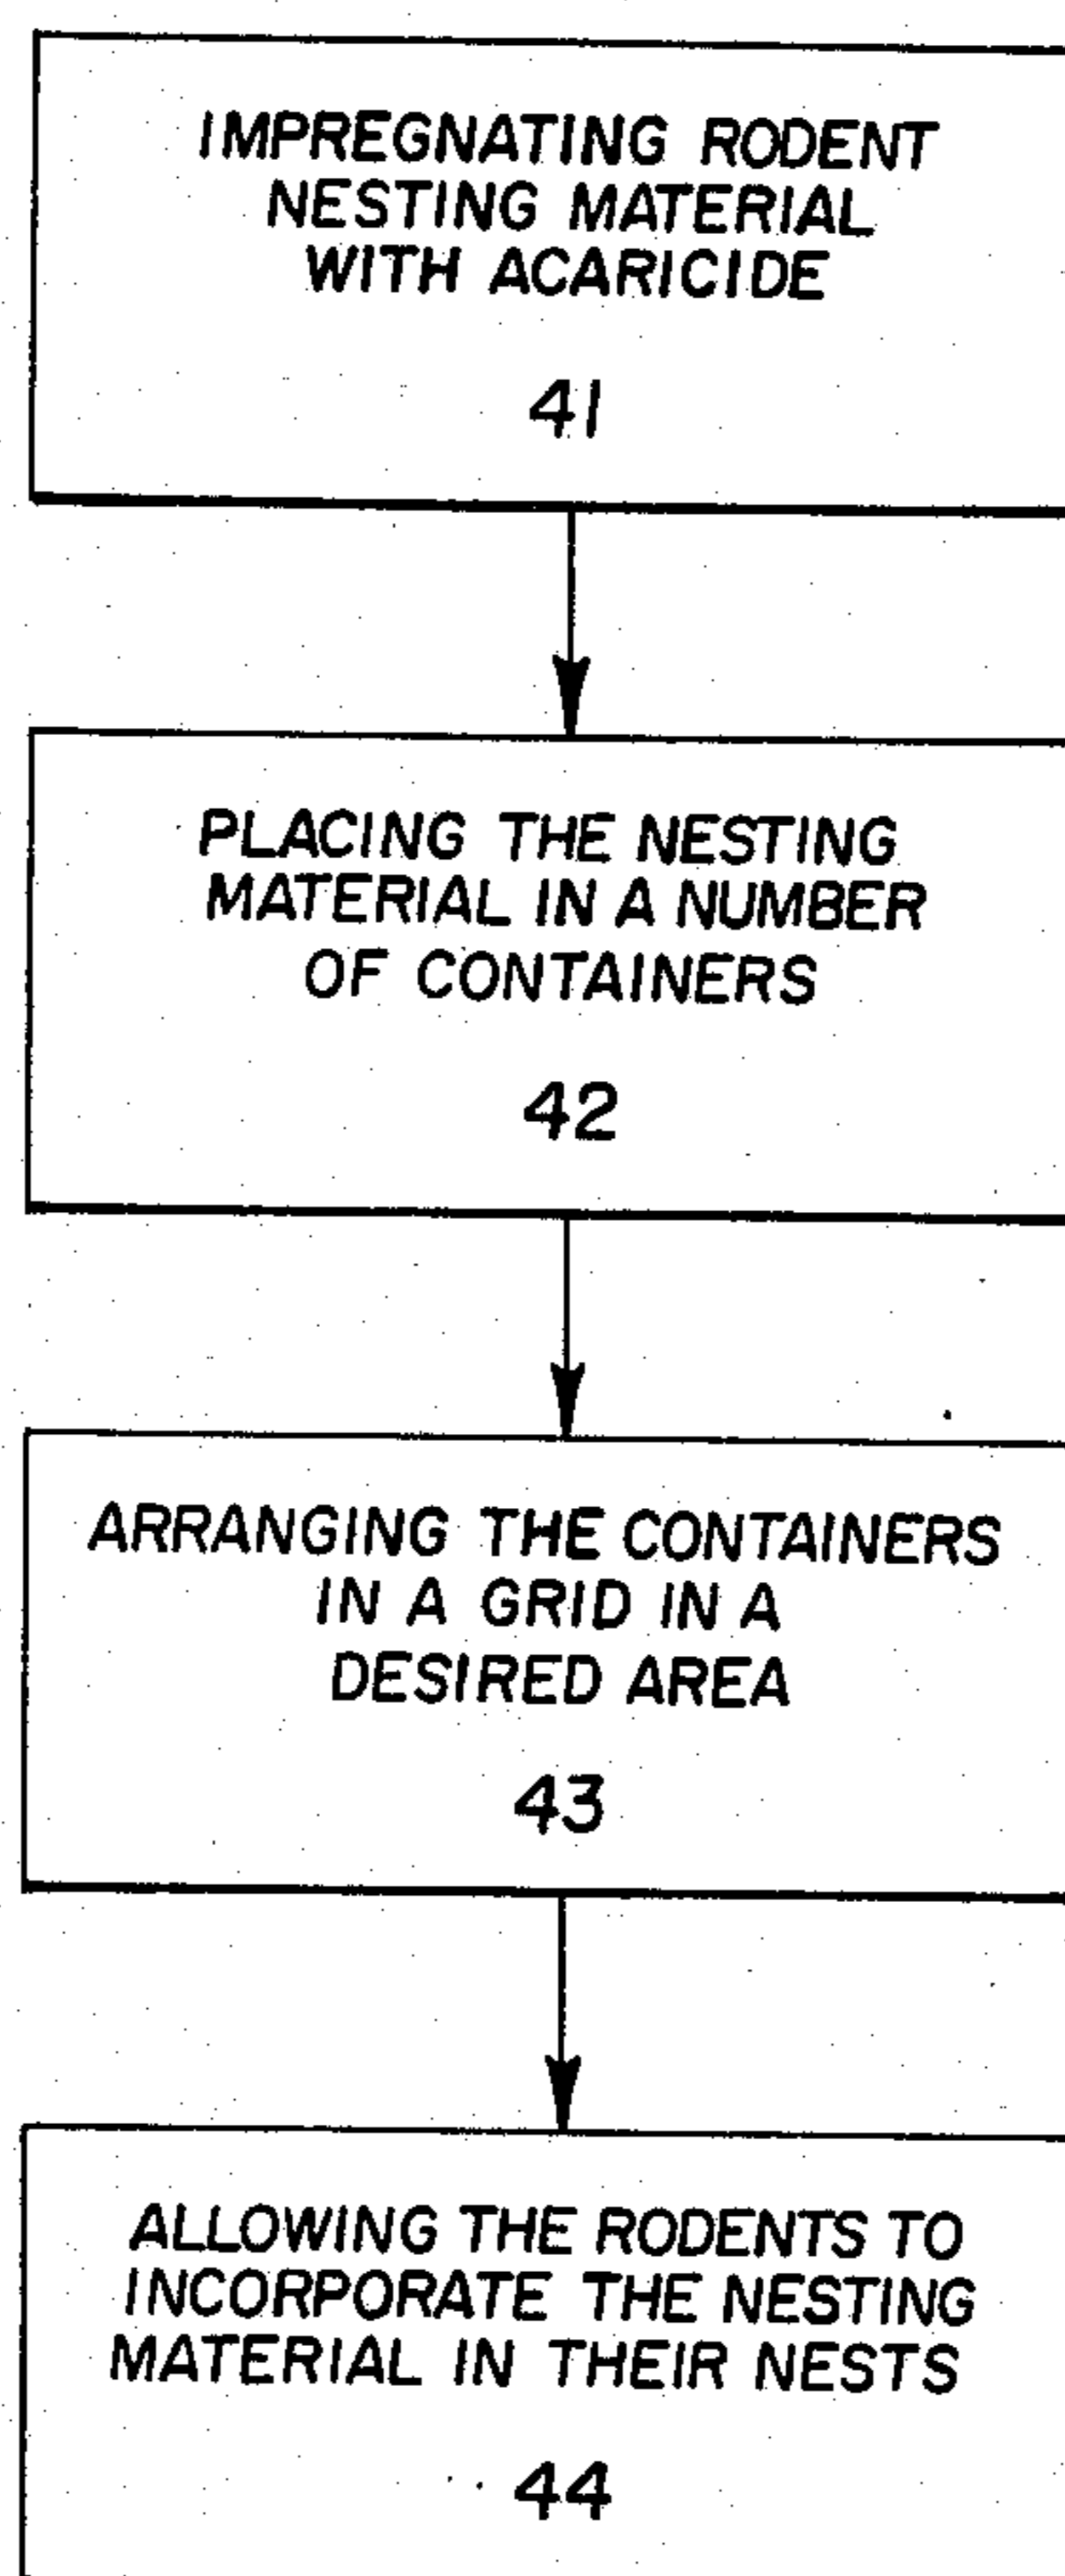 IMPREGNATING RODENT
NESTING MATERIAL
WITH ACARICIDE
41
PLACING THE NESTING
MATERIAL IN A NUMBER
OF CONTAINERS
42
ARRANGING THE CONTAINERS
IN A GRID IN A
DESIRED AREA
43
ALLOWING THE RODENTS TO
INCORPORATE THE NESTING
MATERIAL IN THEIR NESTS
44